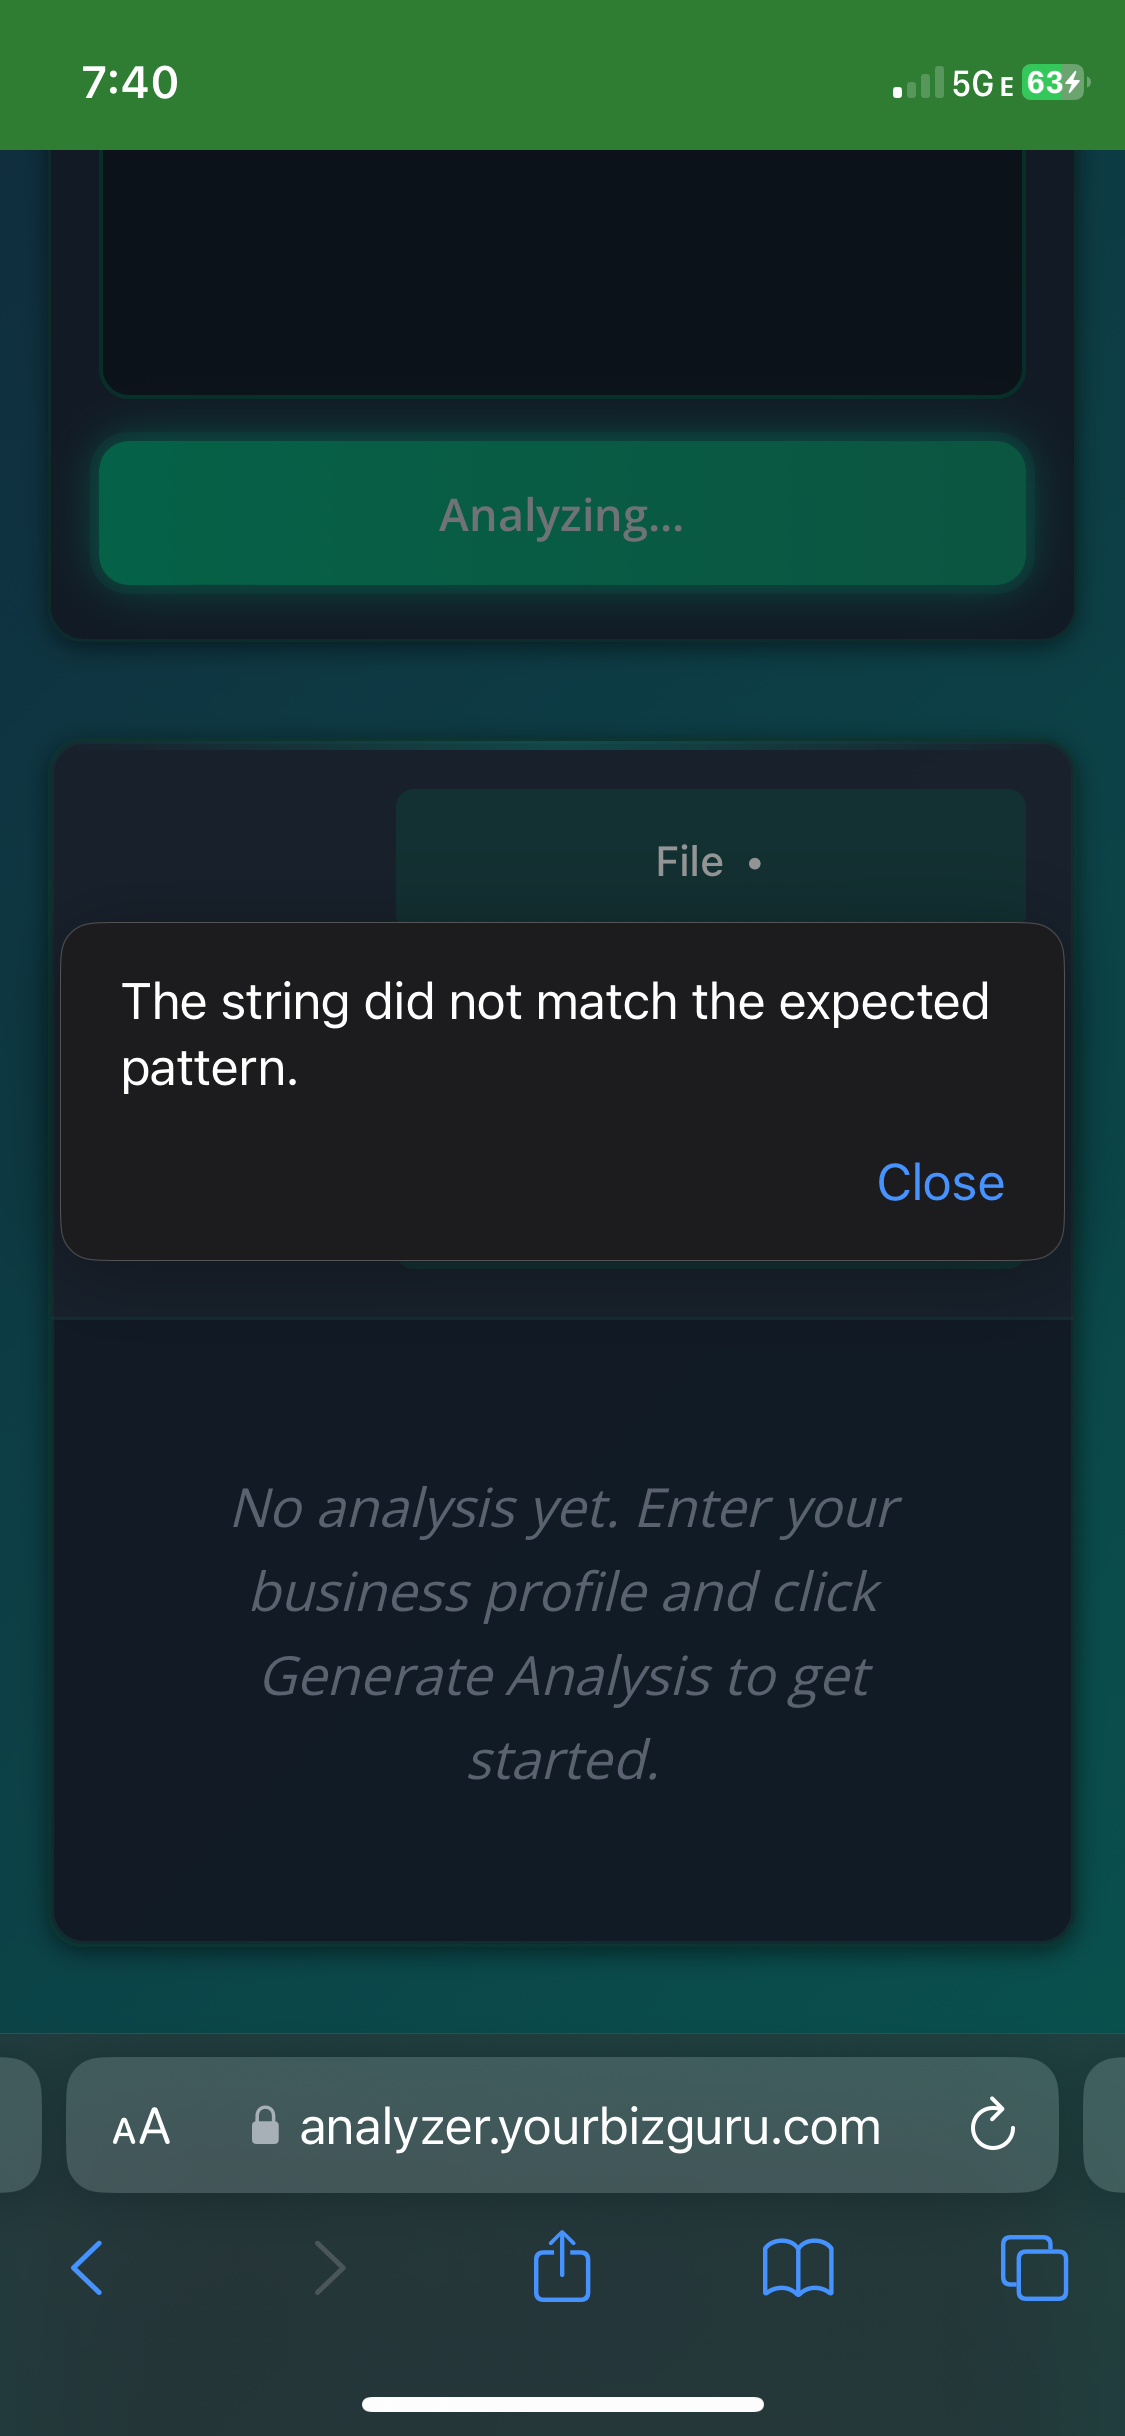 7:40
5G E 63
Analyzing...
File •
The string did not match the expected
pattern.
Close
No analysis yet. Enter your
business profile and click
Generate Analysis to get
started.
AA analyzer.yourbizguru.com